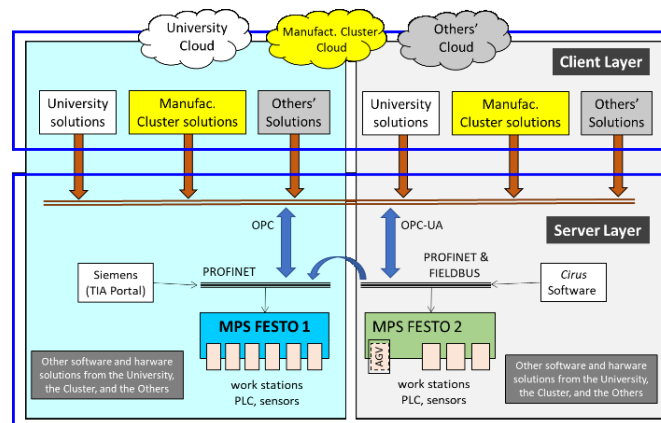 University
Cloud
Manufact. Cluster
Cloud
Others'
Cloud
Client Layer
University
solutions
Manufac.
Cluster solutions
Others'
Solutions
University
solutions
Manufac.
Cluster solutions
Others'
Solutions
OPC
OPC-UA
Server Layer
Siemens
(TIA Portal)
PROFINET
PROFINET &
FIELDBUS
Cirus
Software
MPS FESTO 1
MPS FESTO 2
AGV
Other software and harware
solutions from the University,
the Cluster, and the Others
work stations
PLC, sensors
work stations
PLC, sensors
Other software and harware
solutions from the University,
the Cluster, and the Others